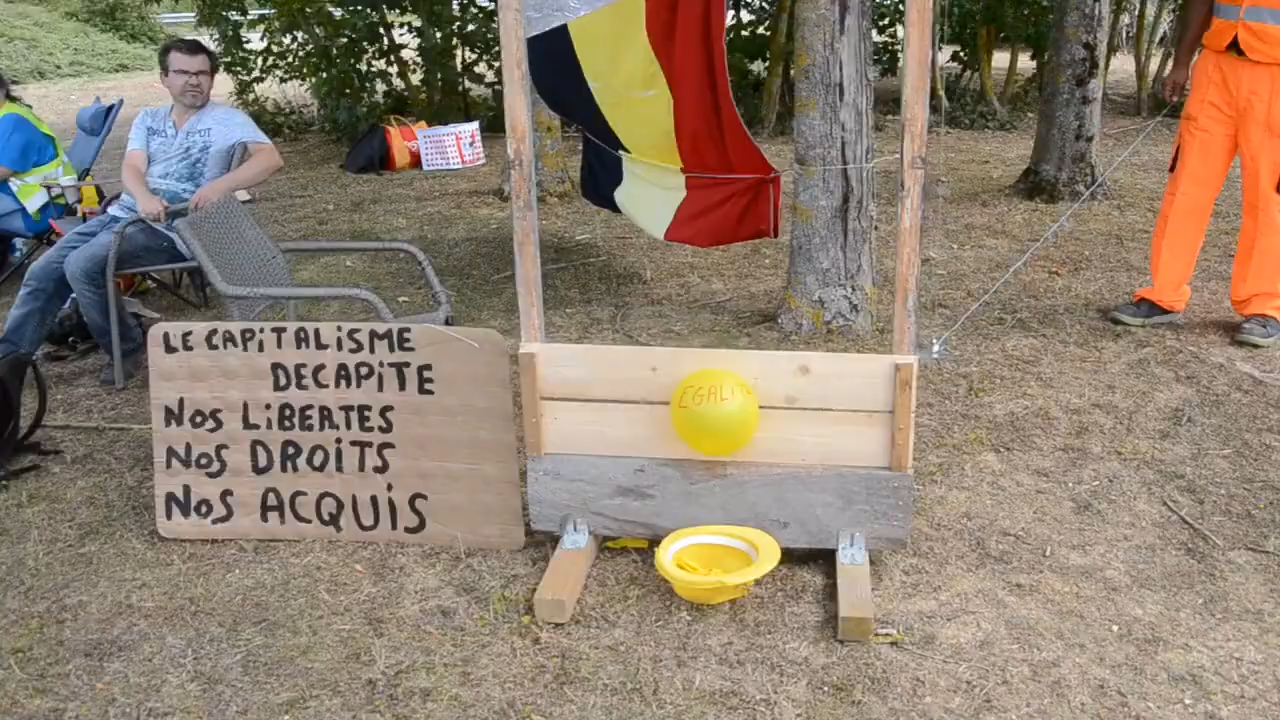 LE CAPITALISME
DECAPITE
NOS LIBERTES
NOS DROITS
NOS ACQUIS
EGALITE